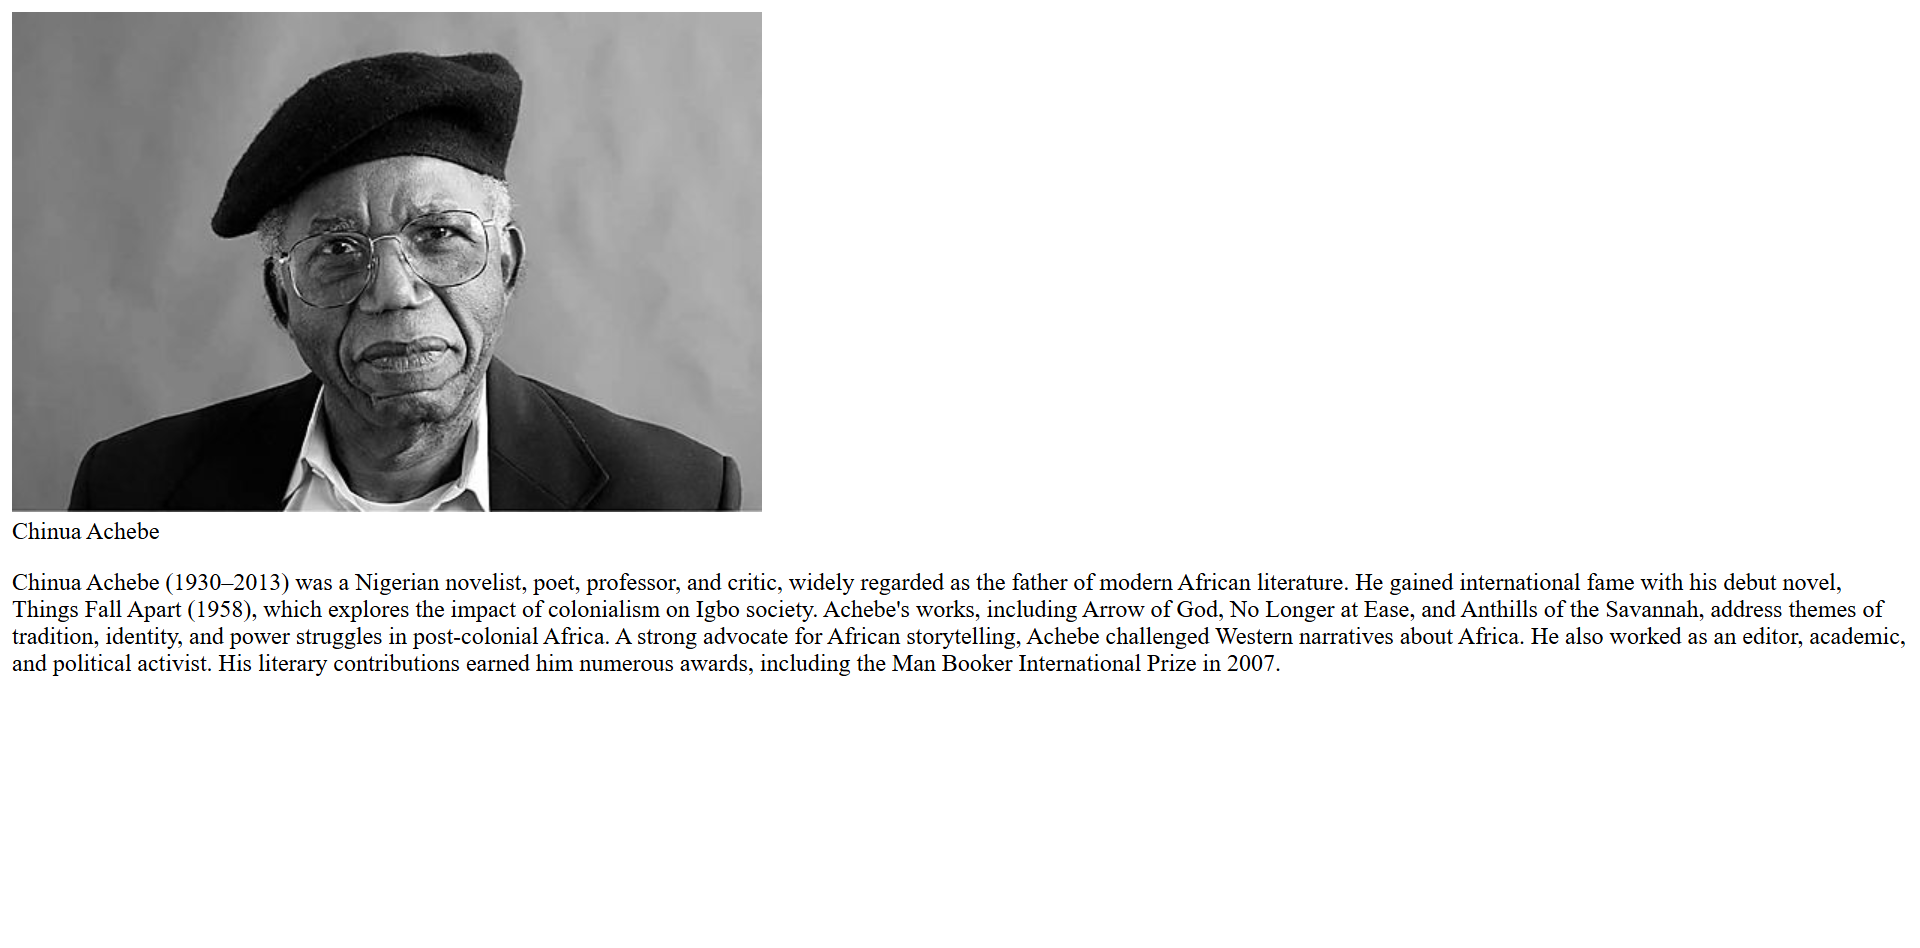 Chinua Achebe
Chinua Achebe (1930–2013) was a Nigerian novelist, poet, professor, and critic, widely regarded as the father of modern African literature. He gained international fame with his debut novel,
Things Fall Apart (1958), which explores the impact of colonialism on Igbo society. Achebe's works, including Arrow of God, No Longer at Ease, and Anthills of the Savannah, address themes of
tradition, identity, and power struggles in post-colonial Africa. A strong advocate for African storytelling, Achebe challenged Western narratives about Africa. He also worked as an editor, academic,
and political activist. His literary contributions earned him numerous awards, including the Man Booker International Prize in 2007.